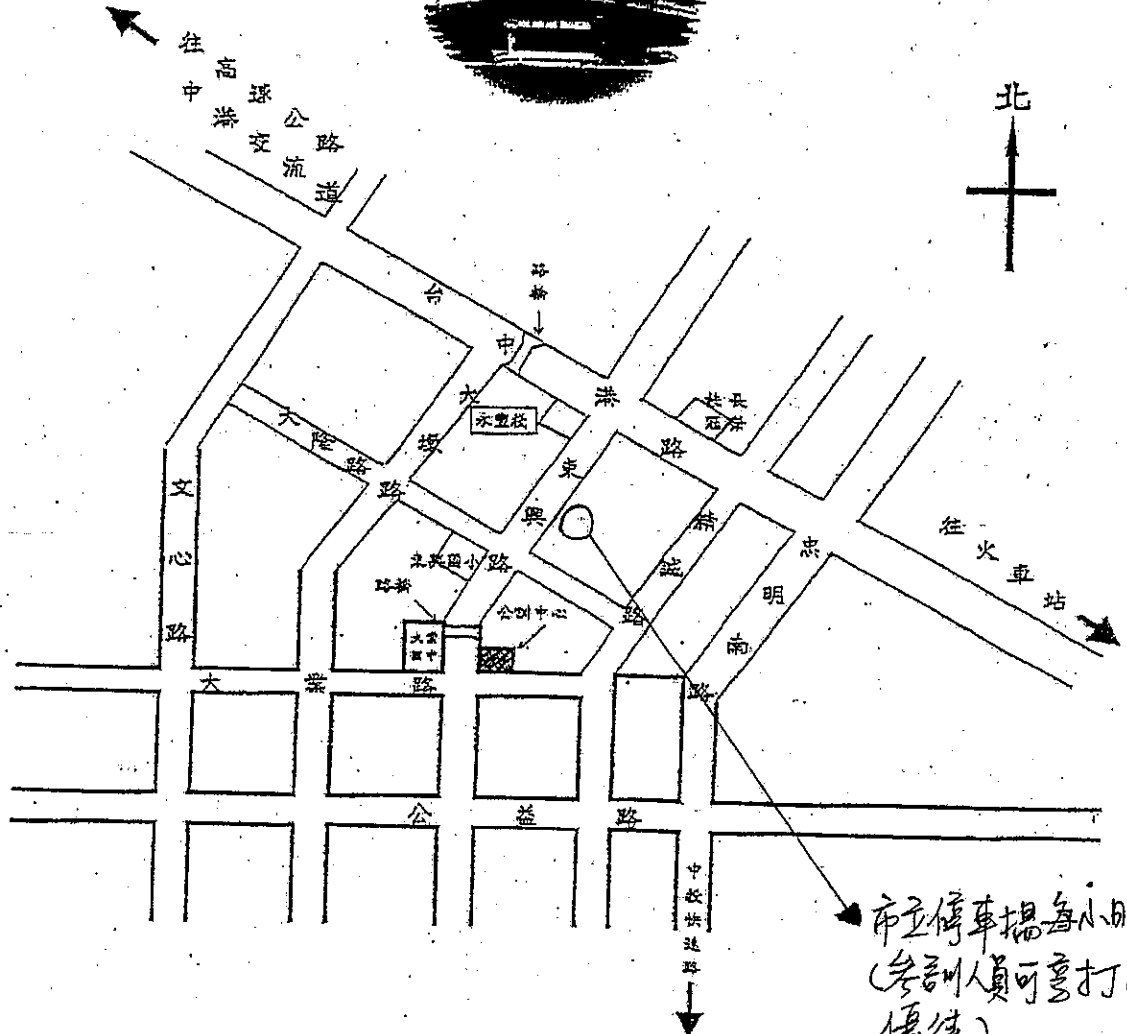 往高速公路
中港交流道
北
台中港路
路橋
大墩路
永豐棧
長榮
桂冠
大隆路
東興路
精誠路
忠明南路
往火車站
文心路
東興國小
路橋
公訓中心
大業
國中
大業路
公益路
中投快速路
市立停車場每小時
(參訓人員可享打
優待)